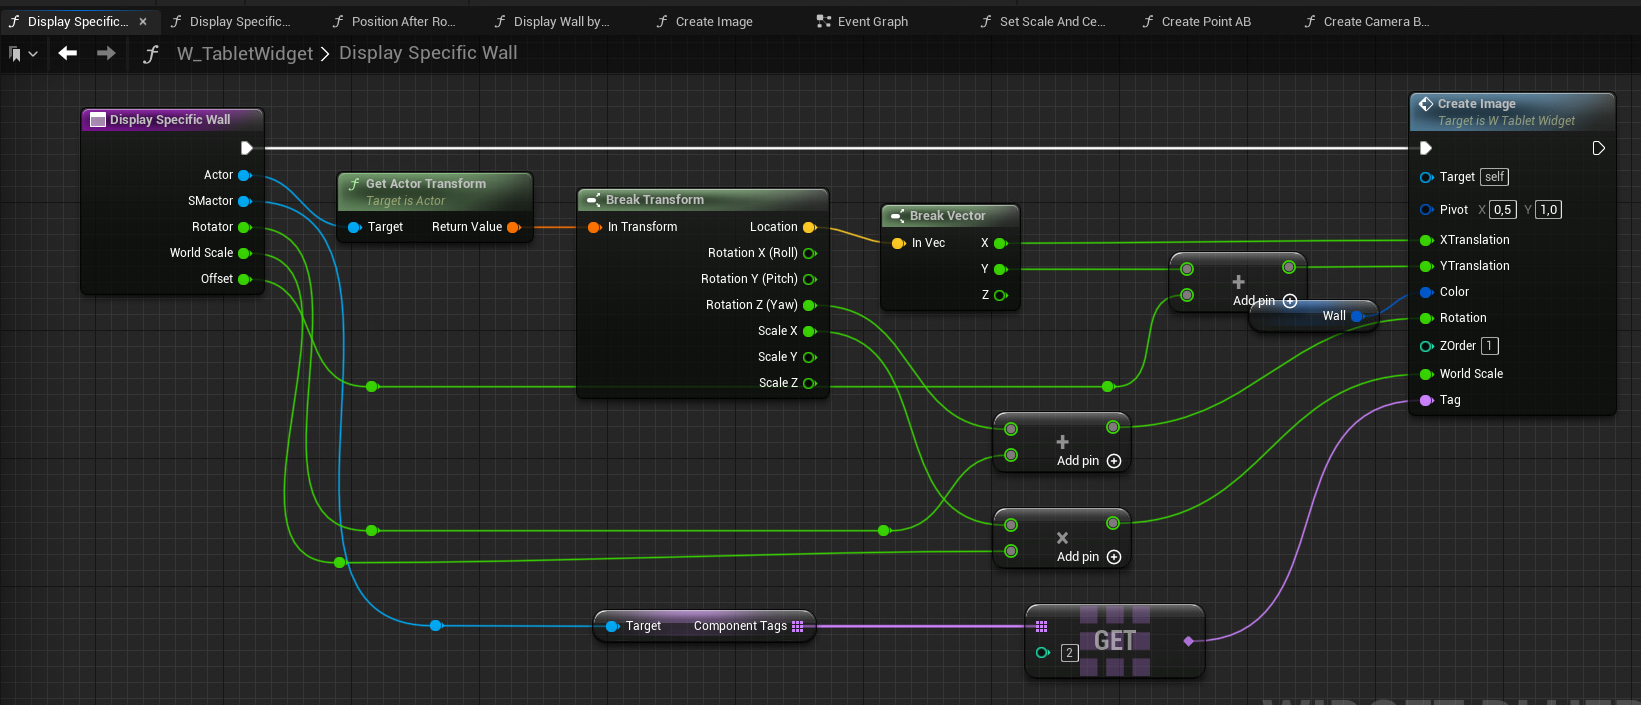 Display Specific...
Display Specific...
Position After Ro...
Display Wall by...
Create Image
Event Graph
Set Scale And Ce...
Create Point AB
Create Camera B...
W_TabletWidget > Display Specific Wall
Display Specific Wall
Actor
SMactor
Rotator
World Scale
Offset
Get Actor Transform
Target is Actor
Target Return Value
Break Transform
In Transform Location
Rotation X (Roll)
Rotation Y (Pitch)
Rotation Z (Yaw)
Scale X
Scale Y
Scale Z
Break Vector
In Vec X
Y
Z
+
Add pin
Wall
+
Add pin
×
Add pin
Target Component Tags
GET
2
Create Image
Target is W Tablet Widget
Target self
Pivot X 0,5 Y 1,0
XTranslation
YTranslation
Color
Rotation
ZOrder 1
World Scale
Tag